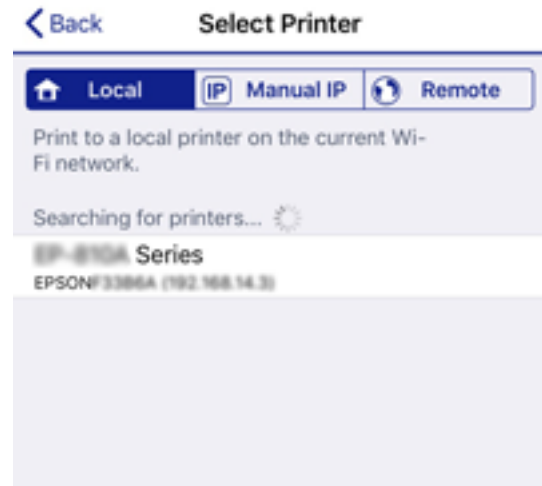 Back Select Printer
Local IP Manual IP Remote
Print to a local printer on the current Wi-
Fi network.
Searching for printers...
Series
EPSON